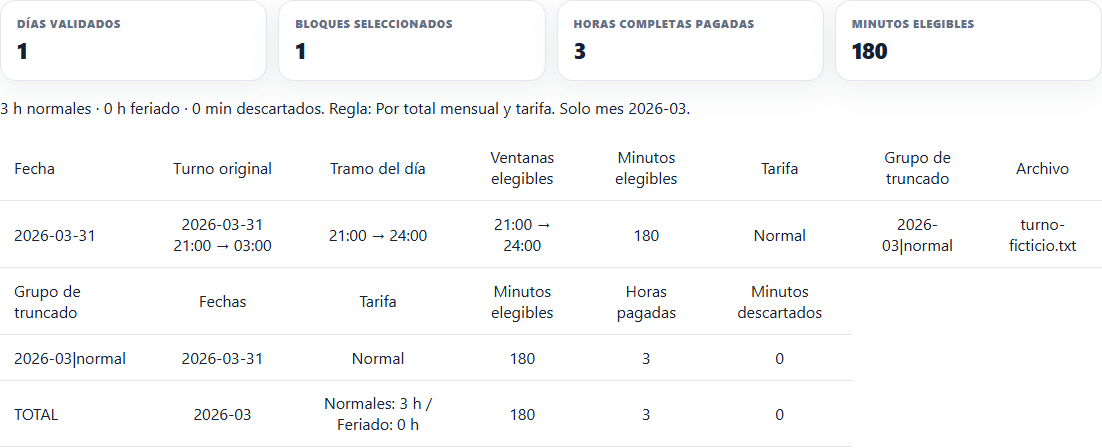 DÍAS VALIDADOS
1
BLOQUES SELECCIONADOS
1
HORAS COMPLETAS PAGADAS
3
MINUTOS ELEGIBLES
180
3 h normales · 0 h feriado · 0 min descartados. Regla: Por total mensual y tarifa. Solo mes 2026-03.
Fecha
Turno original
Tramo del día
Ventanas
elegibles
Minutos
elegibles
Tarifa
Grupo de
truncado
Archivo
2026-03-31
2026-03-31
21:00 → 03:00
21:00 → 24:00
21:00 →
24:00
180
Normal
2026-
03|normal
turno-
ficticio.txt
Grupo de
truncado
Fechas
Tarifa
Minutos
elegibles
Horas
pagadas
Minutos
descartados
2026-03|normal
2026-03-31
Normal
180
3
0
TOTAL
2026-03
Normales: 3 h /
Feriado: 0 h
180
3
0